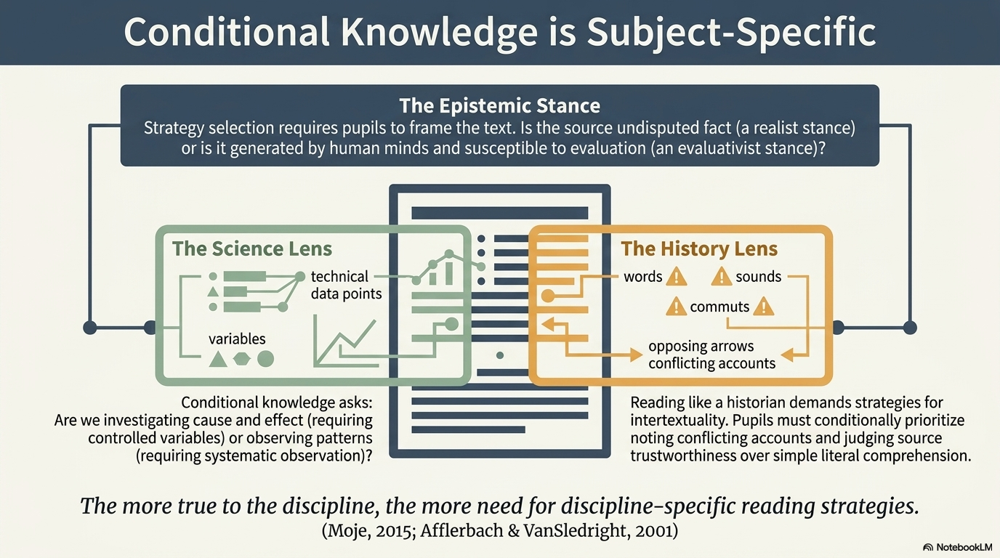 Conditional Knowledge is Subject-Specific
The Epistemic Stance
Strategy selection requires pupils to frame the text. Is the source undisputed fact (a realist stance)
or is it generated by human minds and susceptible to evaluation (an evaluativist stance)?
The Science Lens
technical
data points
variables
The History Lens
words
sounds
commuts
opposing arrows
conflicting accounts
Conditional knowledge asks:
Are we investigating cause and effect (requiring
controlled variables) or observing patterns
(requiring systematic observation)?
Reading like a historian demands strategies for
intertextuality. Pupils must conditionally prioritize
noting conflicting accounts and judging source
trustworthiness over simple literal comprehension.
The more true to the discipline, the more need for discipline-specific reading strategies.
(Moje, 2015; Afflerbach & VanSledright, 2001)
NotebookLM